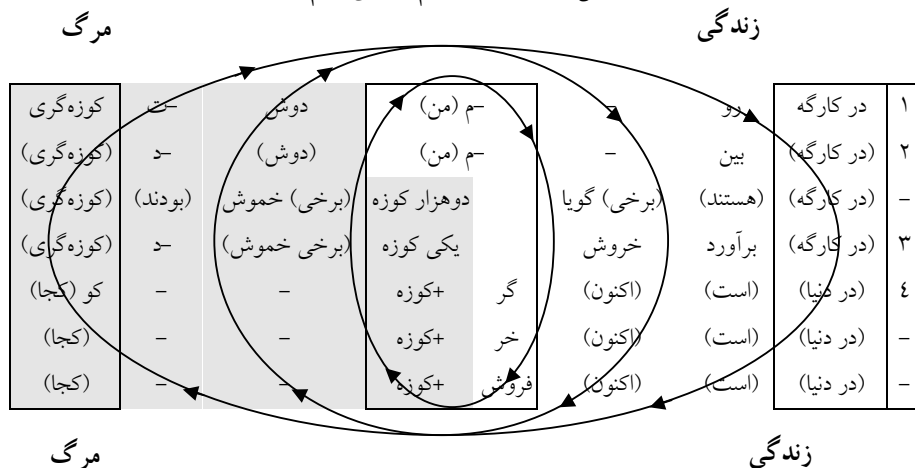 زندگی مرگ
۱ در کارگه رو – –م (من) دوش –ت کوزه‌گری
۲ (در کارگه) بین – –م (من) (دوش) –د (کوزه‌گری)
– (در کارگه) (هستند) (برخی) گویا دوهزار کوزه (برخی) خموش (بودند) (کوزه‌گری)
۳ (در کارگه) برآورد خروش یکی کوزه (برخی خموش) –د (کوزه‌گری)
٤ (در دنیا) (است) (اکنون) گر +کوزه – – کو (کجا)
– (در دنیا) (است) (اکنون) خر +کوزه – – (کجا)
– (در دنیا) (است) (اکنون) فروش +کوزه – – (کجا)
زندگی مرگ